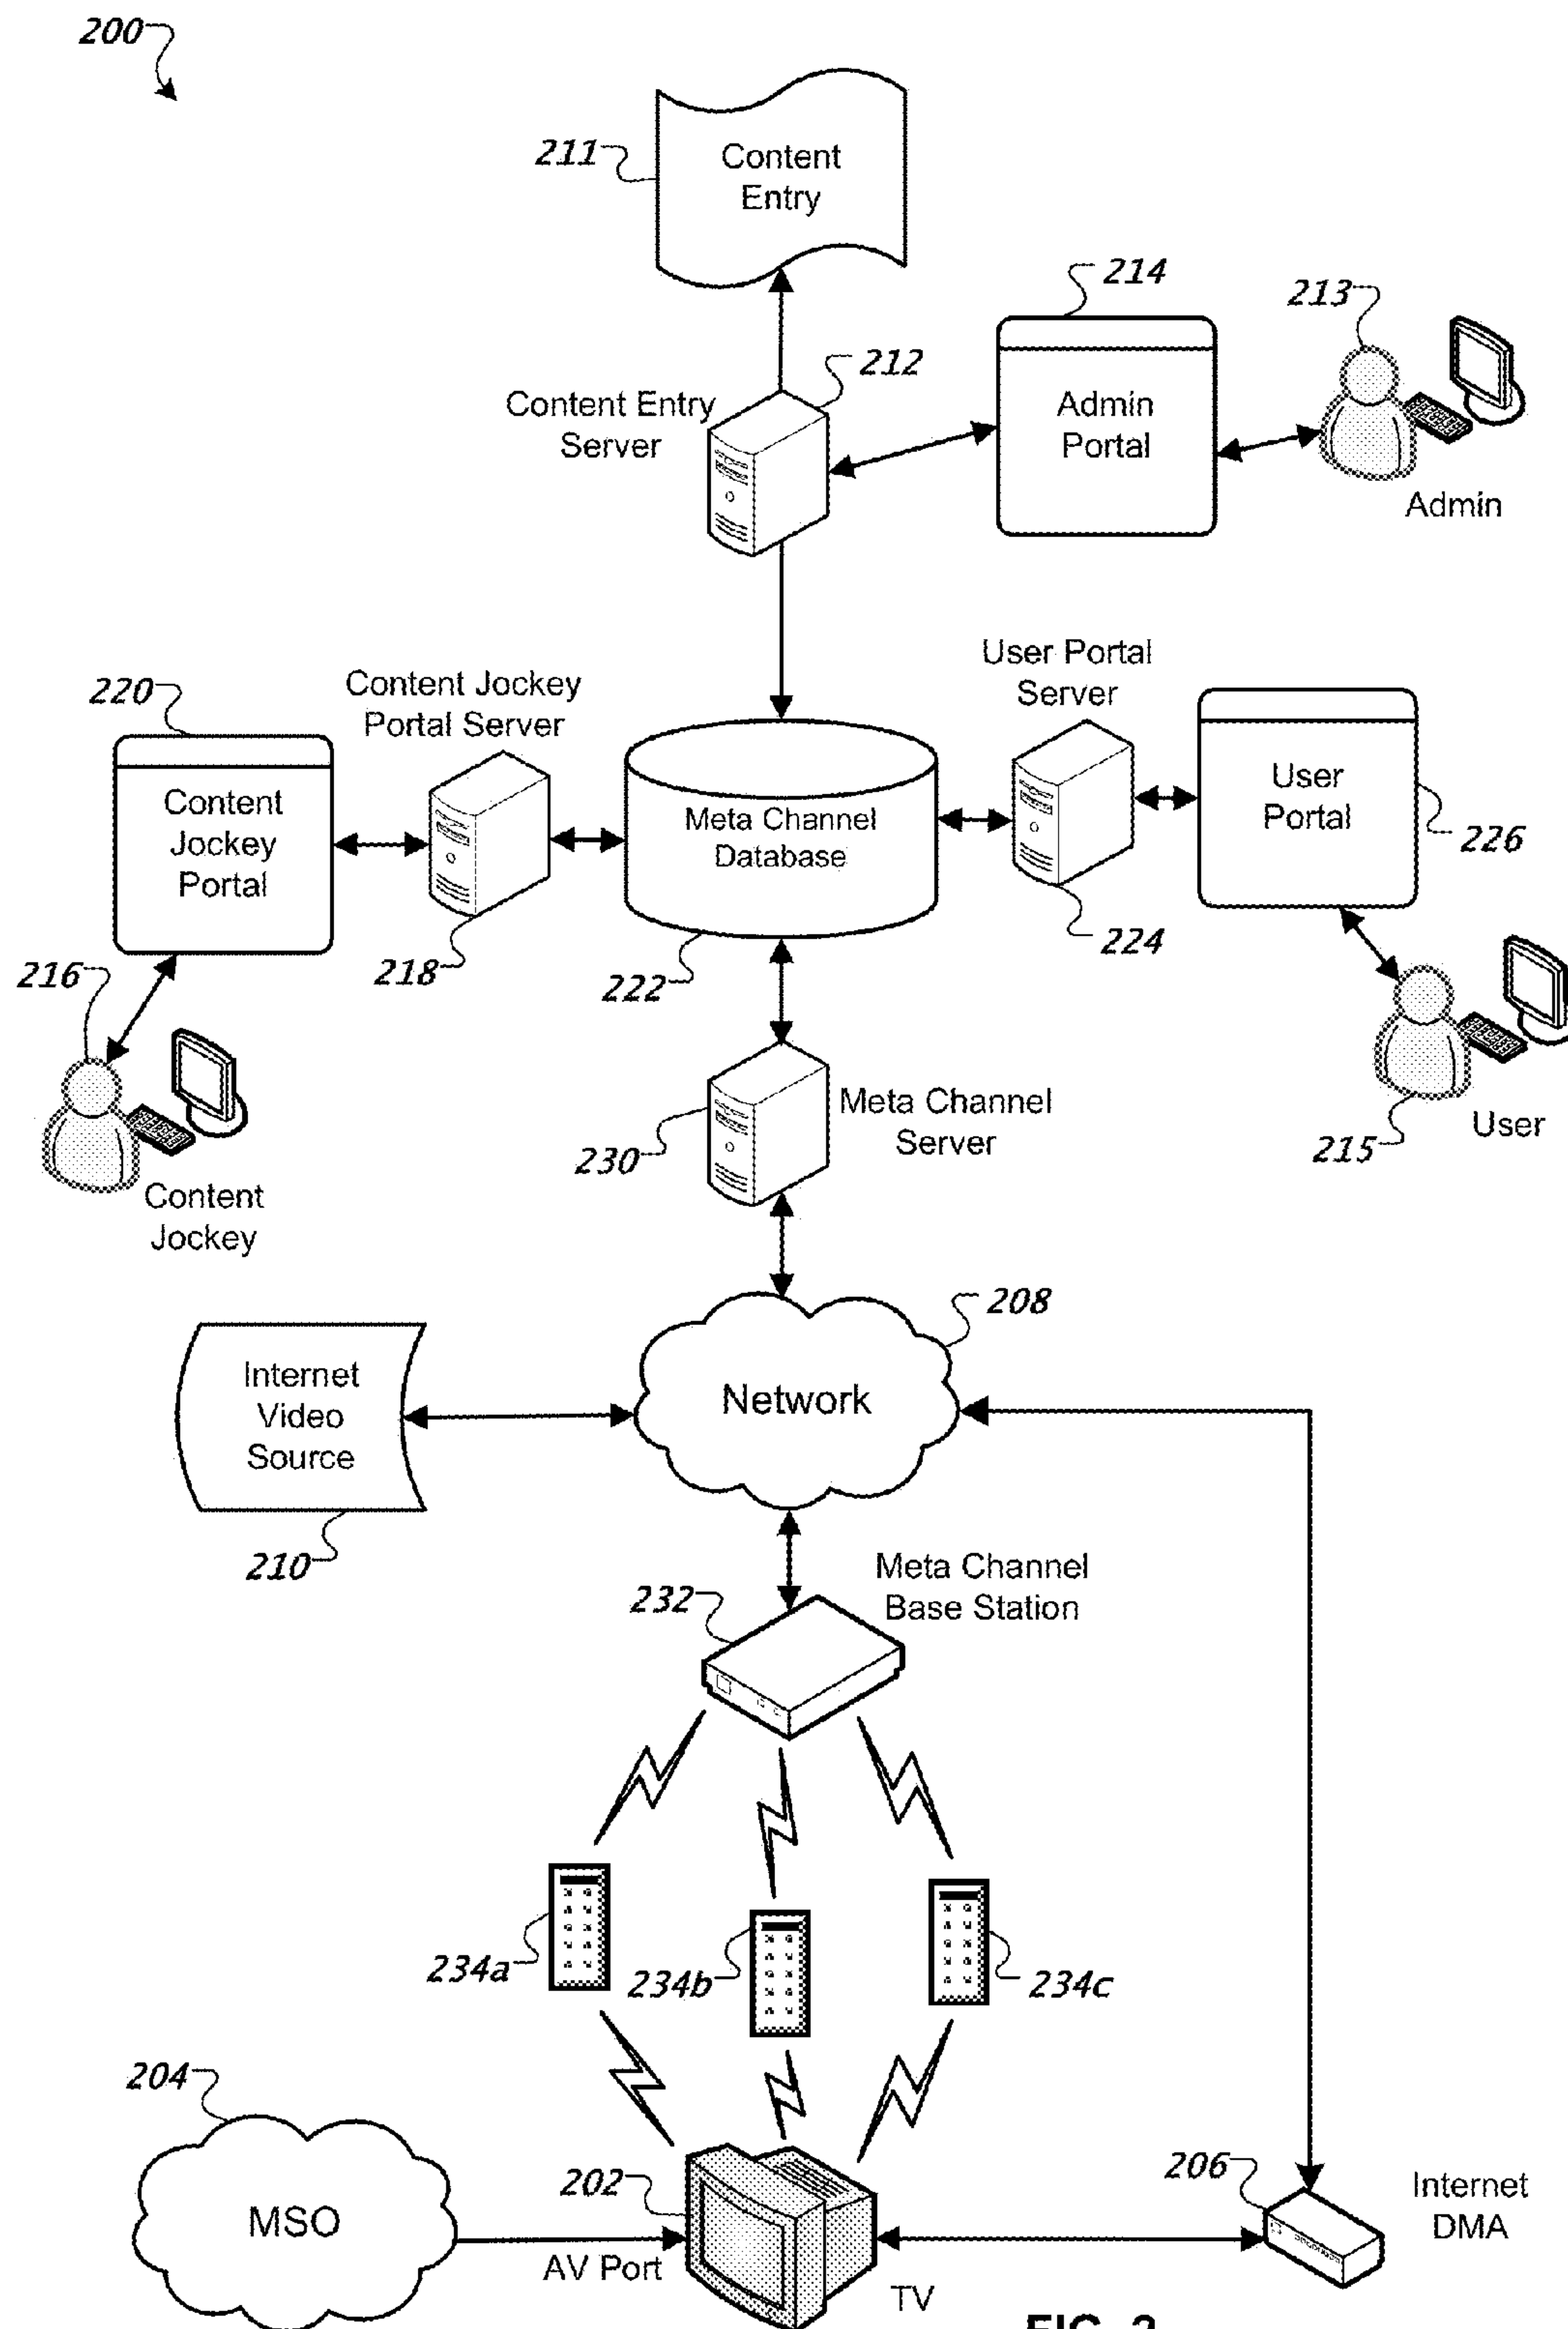 200
211
Content
Entry
214
213
212
Content Entry
Server
Admin
Portal
Admin
User Portal
Server
Content Jockey
Portal Server
220
User
Portal
Content
Jockey
Portal
Meta Channel
Database
226
224
216
218
222
Meta Channel
Server
User
230
215
Content
Jockey
208
Internet
Video
Source
Network
210
Meta Channel
Base Station
232
234a
234b
234c
204
202
206
Internet
DMA
MSO
AV Port
TV